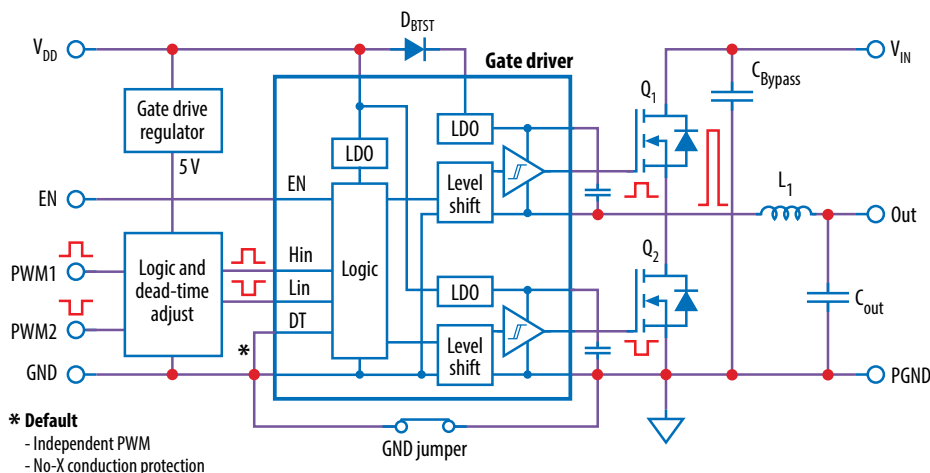 D_BTST
V_DD
V_IN
Gate driver
C_Bypass
Q_1
Gate drive
regulator
LDO
LDO
5 V
EN
EN
Level
shift
L_1
Out
Hin
PWM1
Logic and
dead-time
adjust
Logic
Q_2
Lin
LDO
C_out
DT
PWM2
*
Level
shift
GND
PGND
* Default
- Independent PWM
- No-X conduction protection
GND jumper